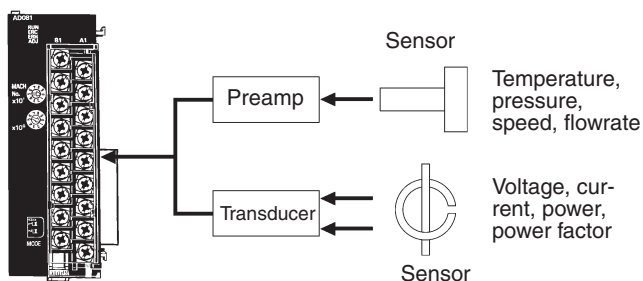 AD081
RUN
ERC
ERH
ADJ
B1 A1
MACH
No.
x10¹
x10⁰
MODE
Sensor
Preamp
Temperature,
pressure,
speed, flowrate
Transducer
Voltage, cur-
rent, power,
power factor
Sensor